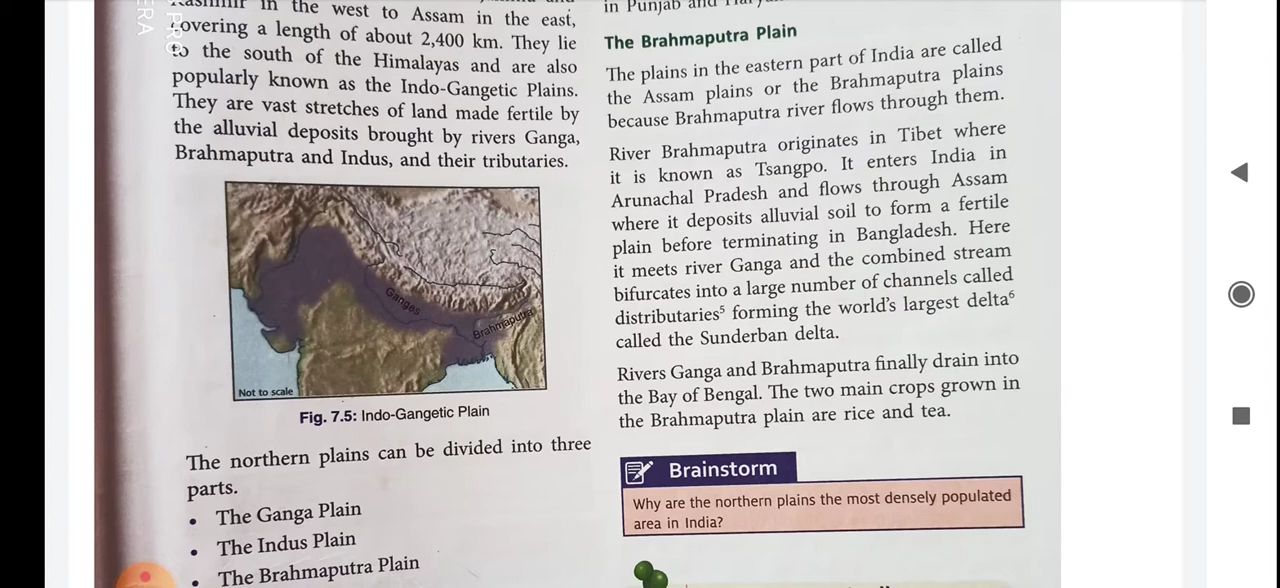 in the west to Assam in the east,
covering a length of about 2,400 km. They lie
to the south of the Himalayas and are also
popularly known as the Indo-Gangetic Plains.
They are vast stretches of land made fertile by
the alluvial deposits brought by rivers Ganga,
Brahmaputra and Indus, and their tributaries.
Ganges
Brahmaputra
Not to scale
Fig. 7.5: Indo-Gangetic Plain
The northern plains can be divided into three
parts.
• The Ganga Plain
• The Indus Plain
• The Brahmaputra Plain
in Punjab and
The Brahmaputra Plain
The plains in the eastern part of India are called
the Assam plains or the Brahmaputra plains
because Brahmaputra river flows through them.
River Brahmaputra originates in Tibet where
it is known as Tsangpo. It enters India in
Arunachal Pradesh and flows through Assam
where it deposits alluvial soil to form a fertile
plain before terminating in Bangladesh. Here
it meets river Ganga and the combined stream
bifurcates into a large number of channels called
distributaries⁵ forming the world's largest delta⁶
called the Sunderban delta.
Rivers Ganga and Brahmaputra finally drain into
the Bay of Bengal. The two main crops grown in
the Brahmaputra plain are rice and tea.
Brainstorm
Why are the northern plains the most densely populated
area in India?